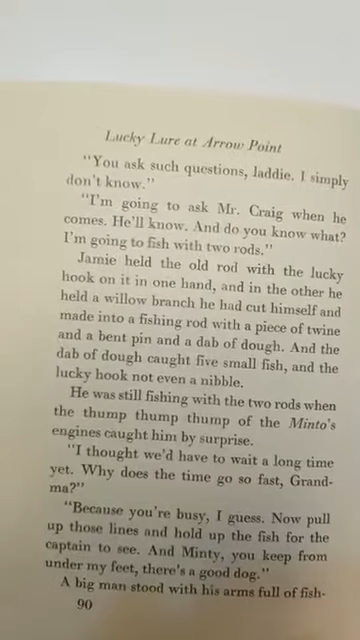 Lucky Lure at Arrow Point
"You ask such questions, laddie. I simply
don't know."
"I'm going to ask Mr. Craig when he
comes. He'll know. And do you know what?
I'm going to fish with two rods."
Jamie held the old rod with the lucky
hook on it in one hand, and in the other he
held a willow branch he had cut himself and
made into a fishing rod with a piece of twine
and a bent pin and a dab of dough. And the
dab of dough caught five small fish, and the
lucky hook not even a nibble.
He was still fishing with the two rods when
the thump thump thump of the Minto's
engines caught him by surprise.
"I thought we'd have to wait a long time
yet. Why does the time go so fast, Grand-
ma?"
"Because you're busy, I guess. Now pull
up those lines and hold up the fish for the
captain to see. And Minty, you keep from
under my feet, there's a good dog."
A big man stood with his arms full of fish-
90